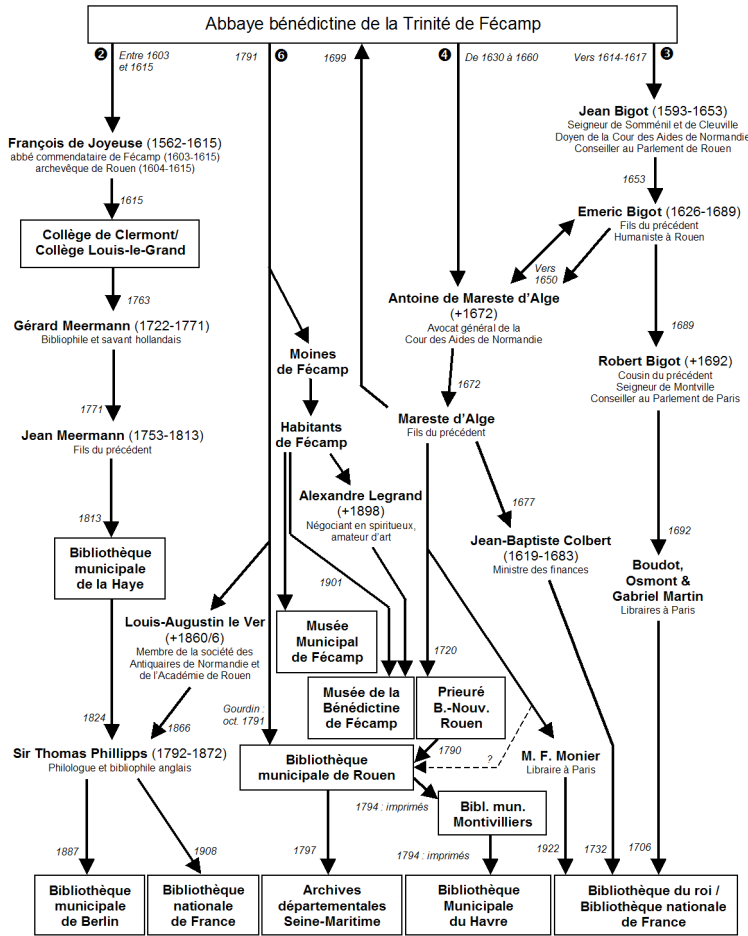 Abbaye bénédictine de la Trinité de Fécamp
❷
Entre 1603
et 1615
1791
❻
1699
❹
De 1630 à 1660
Vers 1614-1617
❸
Jean Bigot (1593-1653)
Seigneur de Somménil et de Cleuville
Doyen de la Cour des Aides de Normandie
Conseiller au Parlement de Rouen
François de Joyeuse (1562-1615)
abbé commendataire de Fécamp (1603-1615)
archevêque de Rouen (1604-1615)
1653
1615
Emeric Bigot (1626-1689)
Fils du précédent
Humaniste à Rouen
Collège de Clermont/
Collège Louis-le-Grand
Vers
1650
1763
Antoine de Mareste d'Alge
(+1672)
Avocat général de la
Cour des Aides de Normandie
Gérard Meermann (1722-1771)
Bibliophile et savant hollandais
1689
Moines
de Fécamp
Robert Bigot (+1692)
Cousin du précédent
Seigneur de Montville
Conseiller au Parlement de Paris
1672
1771
Mareste d'Alge
Fils du précédent
Habitants
de Fécamp
Jean Meermann (1753-1813)
Fils du précédent
Alexandre Legrand
(+1898)
Négociant en spiritueux,
amateur d'art
1677
1813
Jean-Baptiste Colbert
(1619-1683)
Ministre des finances
1692
Bibliothèque
municipale
de la Haye
Boudot,
Osmont &
Gabriel Martin
Libraires à Paris
1901
Louis-Augustin le Ver
(+1860/6)
Membre de la société des
Antiquaires de Normandie et
de l'Académie de Rouen
Musée
Municipal
de Fécamp
1720
Musée de la
Bénédictine
de Fécamp
Prieuré
B.-Nouv.
Rouen
Gourdin :
oct. 1791
1824
1866
Sir Thomas Phillipps (1792-1872)
Philologue et bibliophile anglais
1790
Bibliothèque
municipale de Rouen
?
M. F. Monier
Libraire à Paris
1794 : imprimés
Bibl. mun.
Montivilliers
1887
1908
1797
1794 : imprimés
1922
1732
1706
Bibliothèque
municipale
de Berlin
Bibliothèque
nationale
de France
Archives
départementales
Seine-Maritime
Bibliothèque
Municipale
du Havre
Bibliothèque du roi /
Bibliothèque nationale
de France